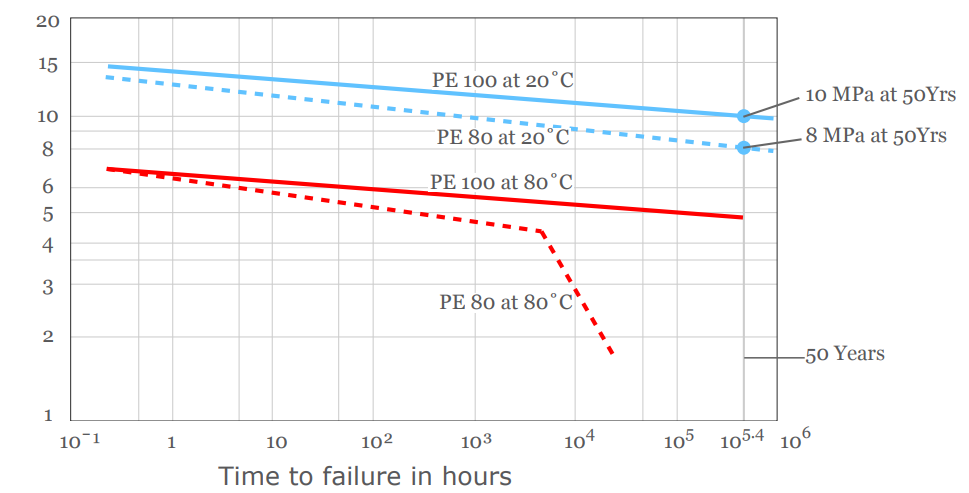 20
15
10
8
6
5
4
3
2
1
PE 100 at 20°C
PE 80 at 20°C
PE 100 at 80°C
PE 80 at 80°C
10 MPa at 50Yrs
8 MPa at 50Yrs
50 Years
10⁻¹ 1 10 10² 10³ 10⁴ 10⁵ 10⁵·⁴ 10⁶
Time to failure in hours